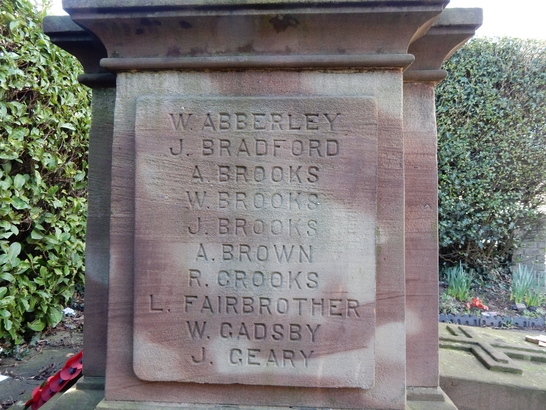 W. ABBERLEY
J. BRADFORD
A. BROOKS
W. BROOKS
J. BROOKS
A. BROWN
R. CROOKS
L. FAIRBROTHER
W. GADSBY
J. GEARY